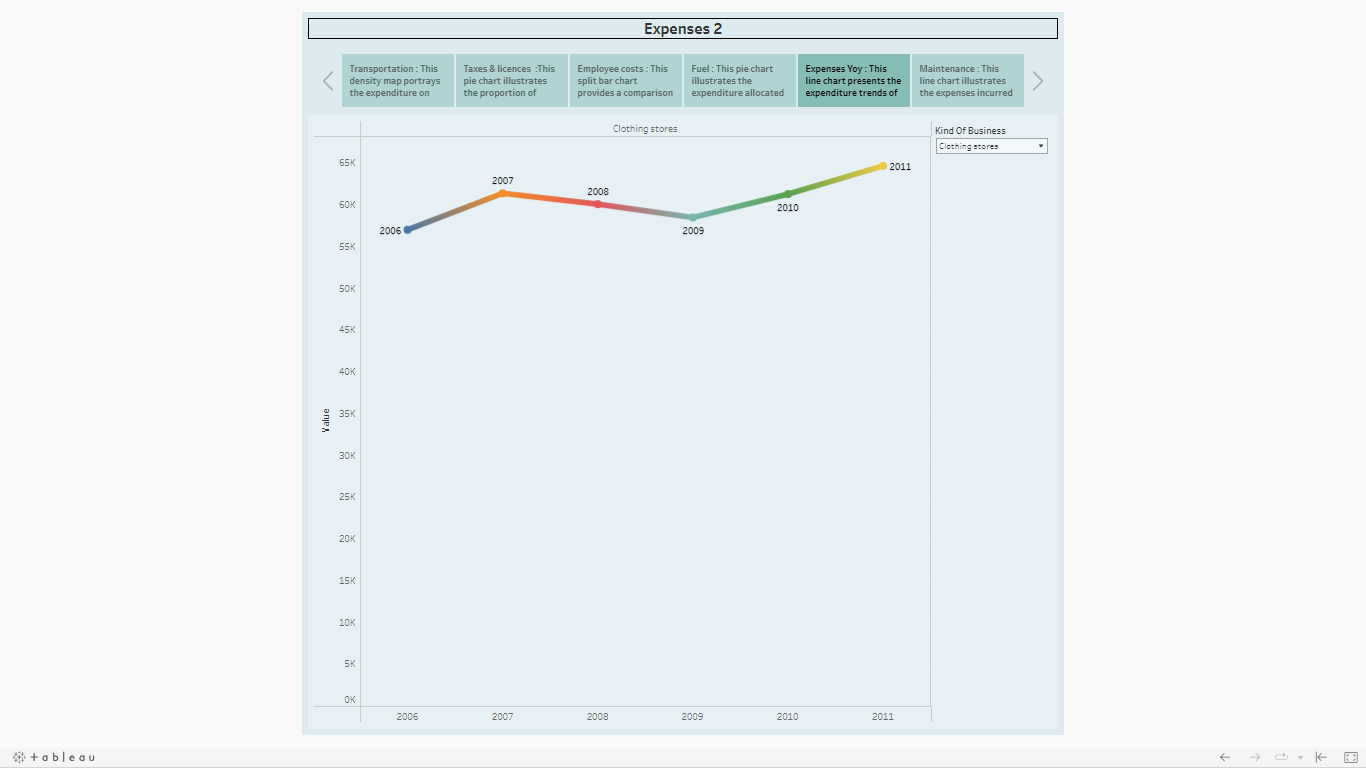 Expenses 2
Transportation : This
density map portrays
the expenditure on
Taxes & licences :This
pie chart illustrates
the proportion of
Employee costs : This
split bar chart
provides a comparison
Fuel : This pie chart
illustrates the
expenditure allocated
Expenses Yoy : This
line chart presents the
expenditure trends of
Maintenance : This
line chart illustrates
the expenses incurred
Clothing stores
Kind Of Business
Clothing stores
65K
60K
55K
50K
45K
40K
35K
30K
25K
20K
15K
10K
5K
0K
Value
2006
2007
2008
2009
2010
2011
2006
2007
2008
2009
2010
2011
+ a b l e a u